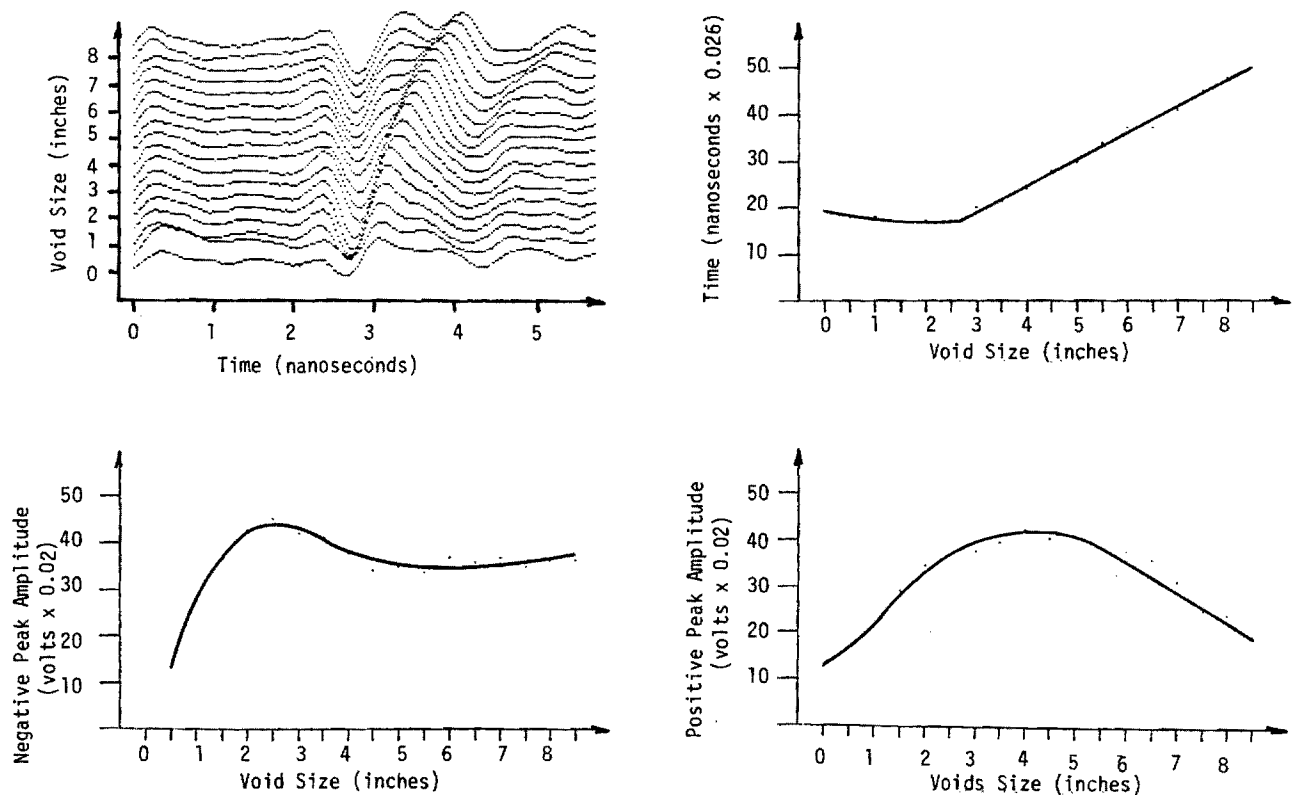 Void Size (inches)
8
7
6
5
4
3
2
1
0
0 1 2 3 4 5
Time (nanoseconds)
Time (nanoseconds x 0.026)
50
40
30
20
10
0 1 2 3 4 5 6 7 8
Void Size (inches)
Negative Peak Amplitude
(volts x 0.02)
50
40
30
20
10
0 1 2 3 4 5 6 7 8
Void Size (inches)
Positive Peak Amplitude
(volts x 0.02)
50
40
30
20
10
0 1 2 3 4 5 6 7 8
Voids Size (inches)